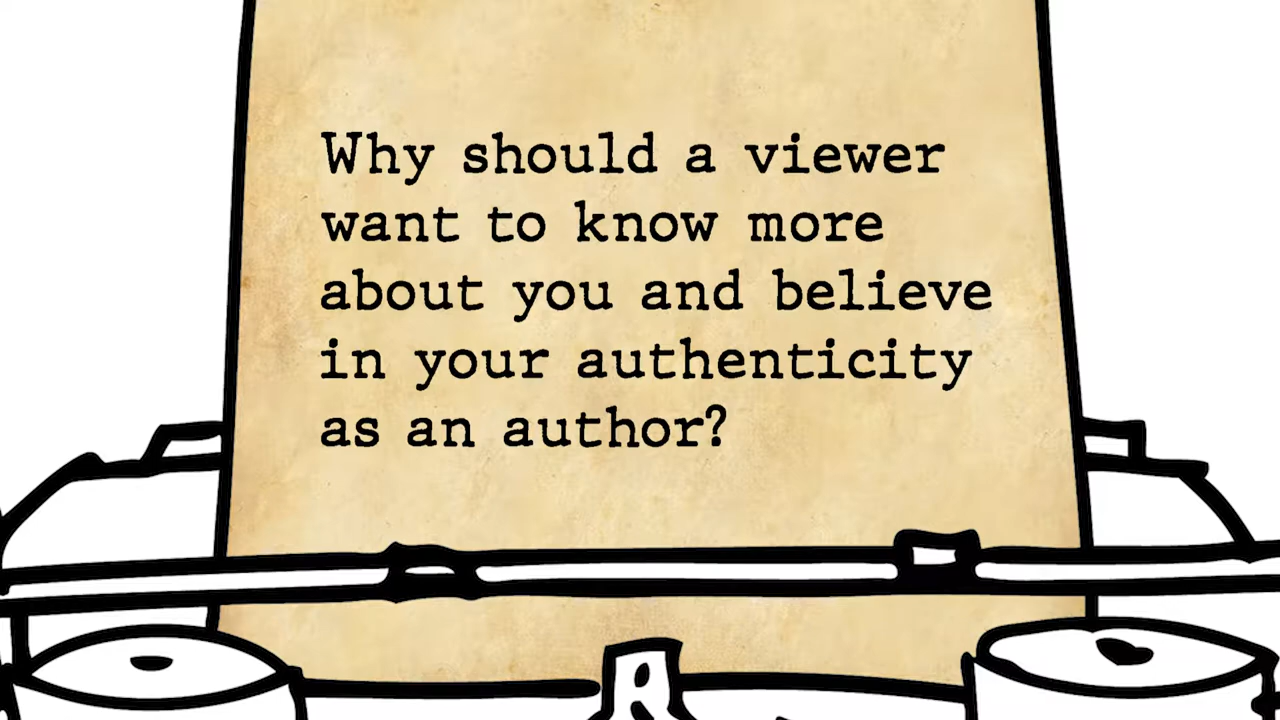 Why should a viewer
want to know more
about you and believe
in your authenticity
as an author?